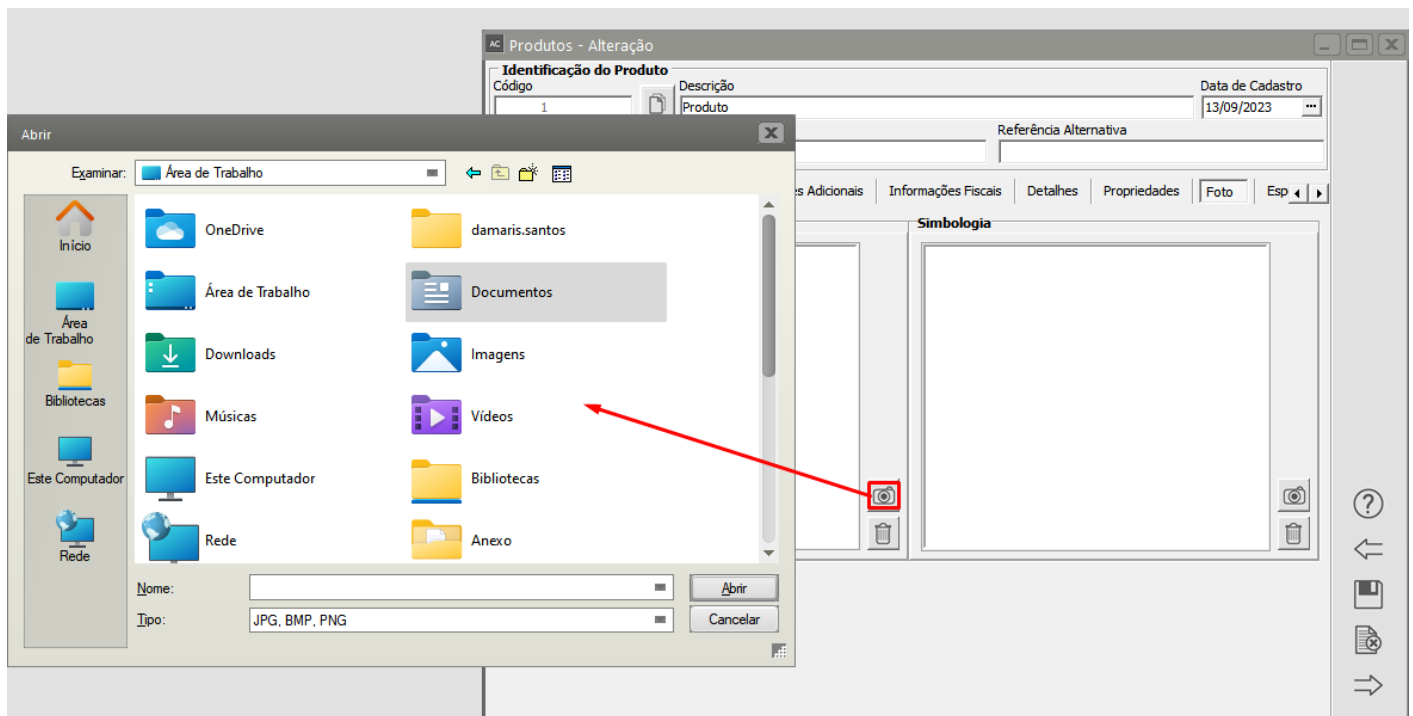 AC Produtos - Alteração
Identificação do Produto
Código
Descrição
Data de Cadastro
1
Produto
13/09/2023
...
Referência Alternativa
Adicionais
Informações Fiscais
Detalhes
Propriedades
Foto
Simbologia
Abrir
Examinar:
Área de Trabalho
Início
Área
de Trabalho
Bibliotecas
Este Computador
Rede
OneDrive
damaris.santos
Área de Trabalho
Documentos
Downloads
Imagens
Músicas
Vídeos
Este Computador
Bibliotecas
Rede
Anexo
Nome:
Abrir
Tipo:
JPG, BMP, PNG
Cancelar
?